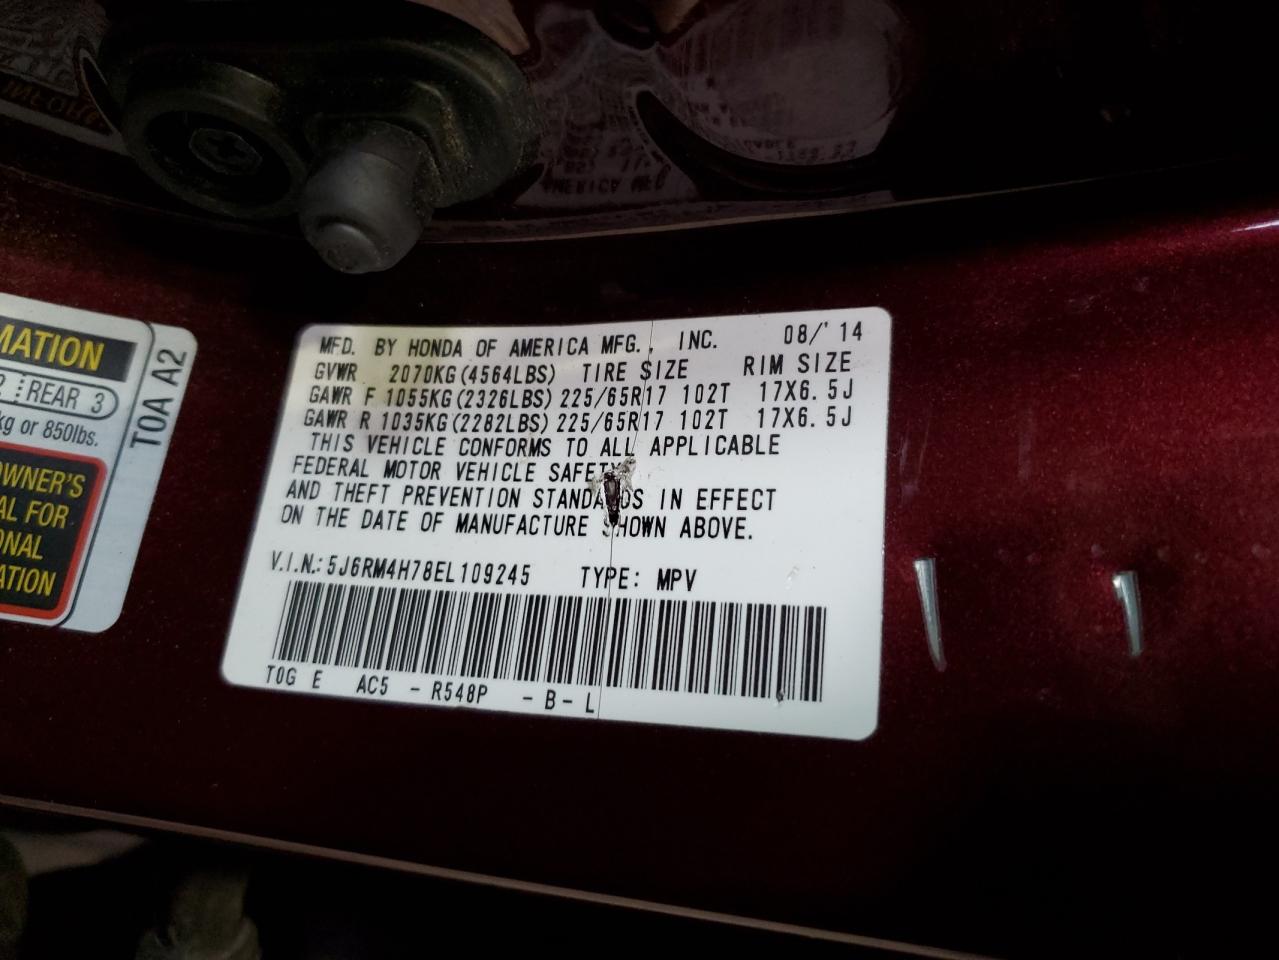 MATION
REAR 3
kg or 850lbs.
OWNER'S
AL FOR
ONAL
ATION
T0A A2
MFD. BY HONDA OF AMERICA MFG., INC. 08/'14
GVWR 2070KG(4564LBS) TIRE SIZE RIM SIZE
GAWR F 1055KG(2326LBS) 225/65R17 102T 17X6.5J
GAWR R 1035KG(2282LBS) 225/65R17 102T 17X6.5J
THIS VEHICLE CONFORMS TO ALL APPLICABLE
FEDERAL MOTOR VEHICLE SAFETY
AND THEFT PREVENTION STANDARDS IN EFFECT
ON THE DATE OF MANUFACTURE SHOWN ABOVE.
V.I.N.: 5J6RM4H78EL109245 TYPE: MPV
T0G E AC5 - R548P - B - L